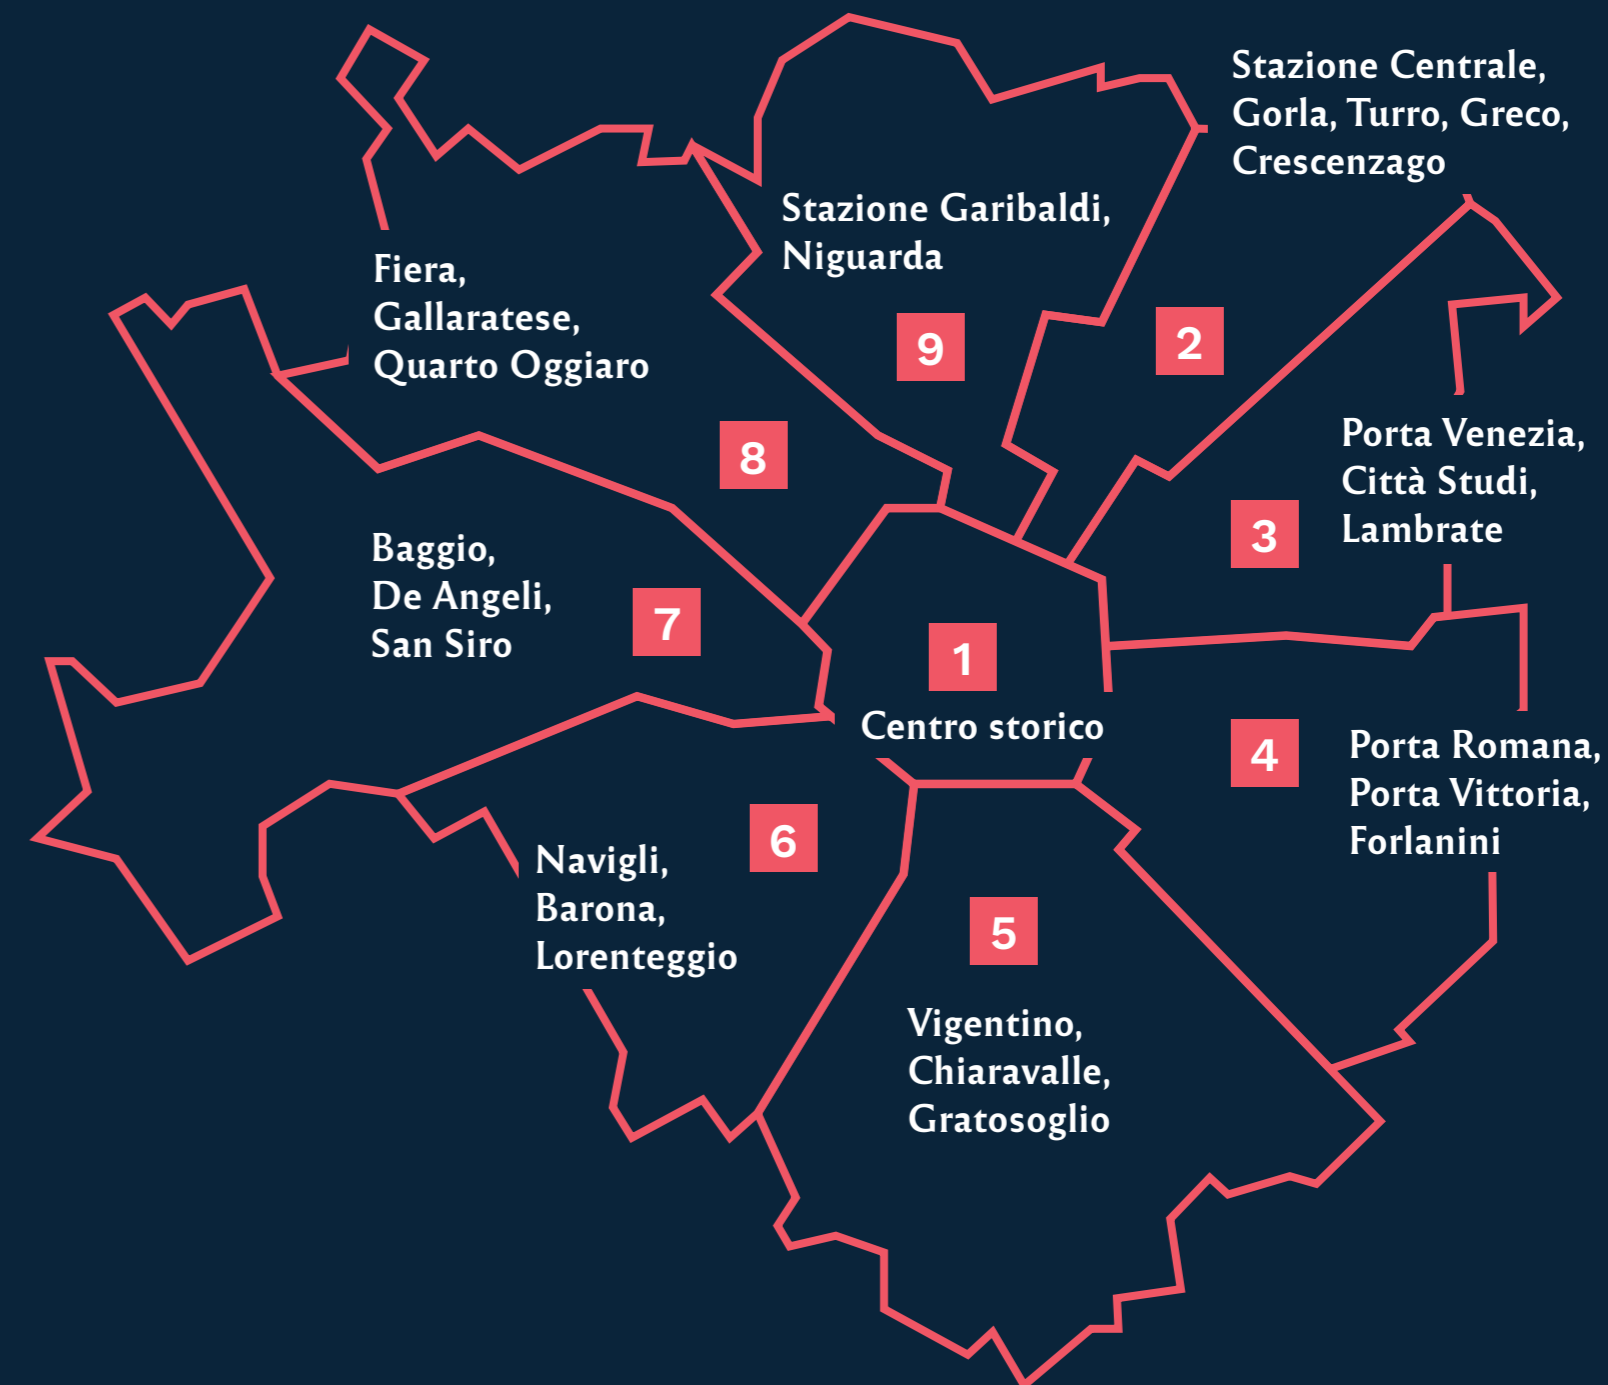 Stazione Centrale,
Gorla, Turro, Greco,
Crescenzago
2
Stazione Garibaldi,
Niguarda
9
Fiera,
Gallaratese,
Quarto Oggiaro
8
Porta Venezia,
Città Studi,
Lambrate
3
Baggio,
De Angeli,
San Siro
7
1
Centro storico
4
Porta Romana,
Porta Vittoria,
Forlanini
6
Navigli,
Barona,
Lorenteggio
5
Vigentino,
Chiaravalle,
Gratosoglio